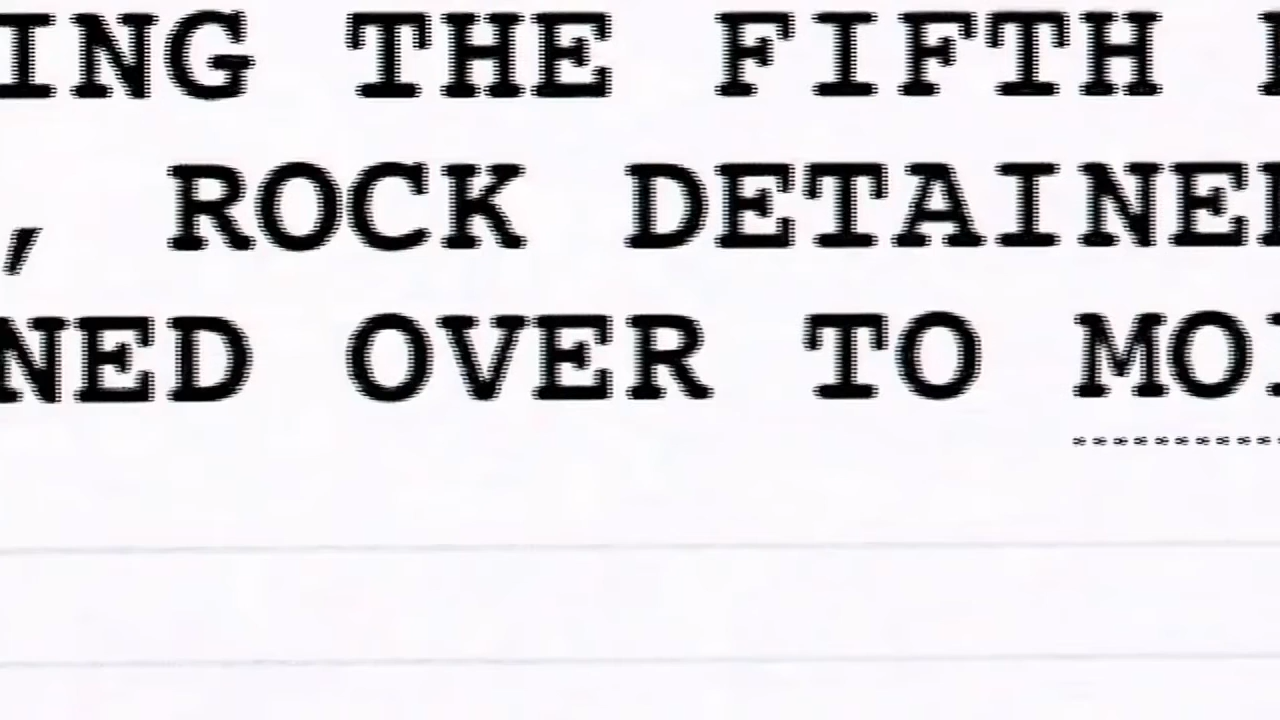 ING THE FIFTH
, ROCK DETAINE
NED OVER TO MO